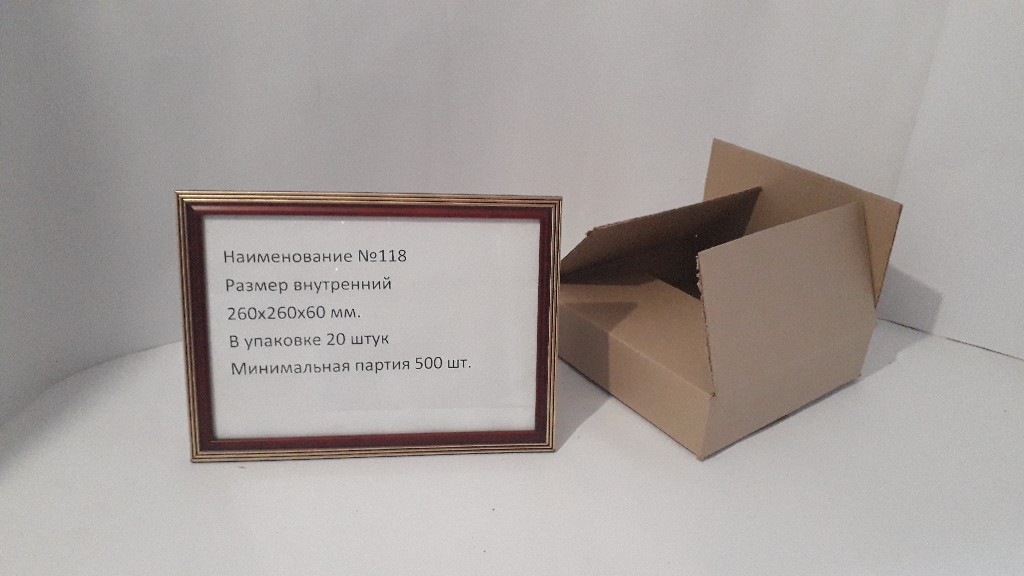 Наименование №118
Размер внутренний
260х260х60 мм.
В упаковке 20 штук
Минимальная партия 500 шт.